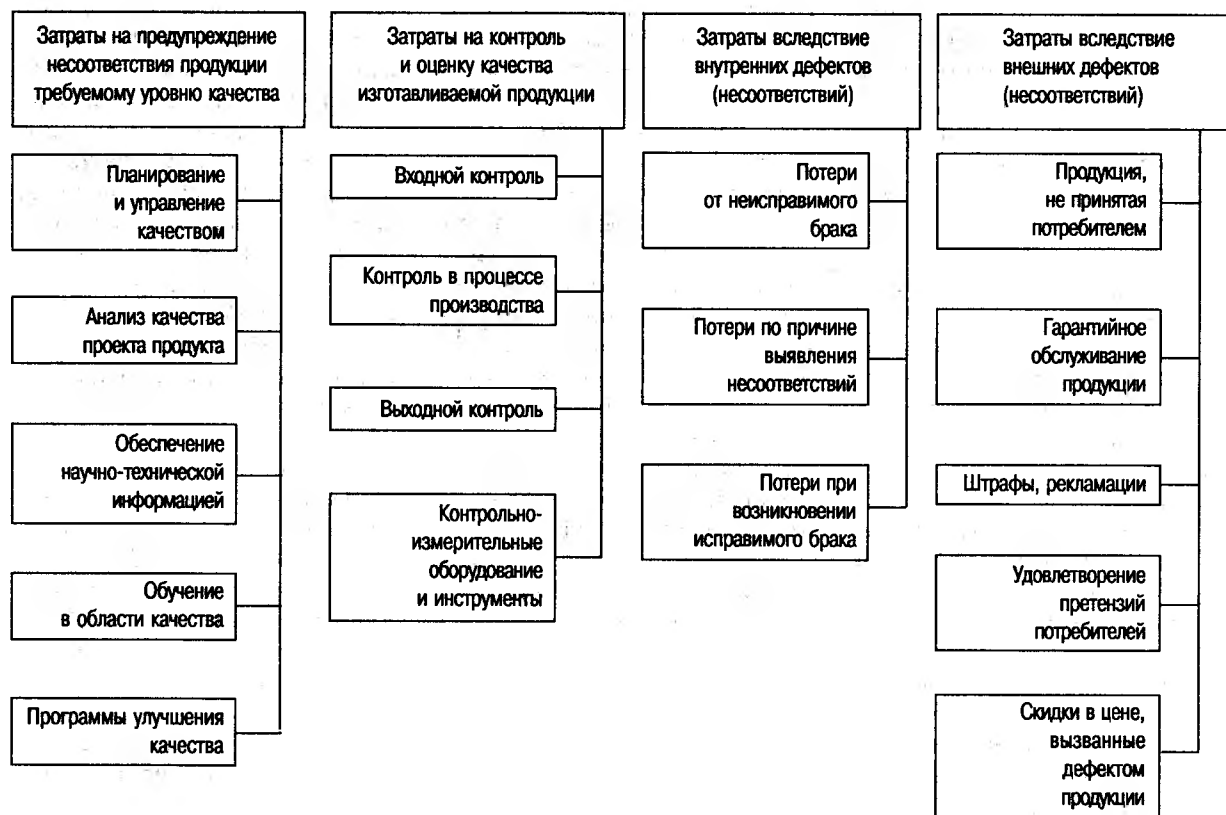 Затраты на предупреждение
несоответствия продукции
требуемому уровню качества
Планирование
и управление
качеством
Анализ качества
проекта продукта
Обеспечение
научно-технической
информацией
Обучение
в области качества
Программы улучшения
качества
Затраты на контроль
и оценку качества
изготавливаемой продукции
Входной контроль
Контроль в процессе
производства
Выходной контроль
Контрольно-
измерительные
оборудование
и инструменты
Затраты вследствие
внутренних дефектов
(несоответствий)
Потери
от неисправимого
брака
Потери по причине
выявления
несоответствий
Потери при
возникновении
исправимого брака
Затраты вследствие
внешних дефектов
(несоответствий)
Продукция,
не принятая
потребителем
Гарантийное
обслуживание
продукции
Штрафы, рекламации
Удовлетворение
претензий
потребителей
Скидки в цене,
вызванные
дефектом
продукции